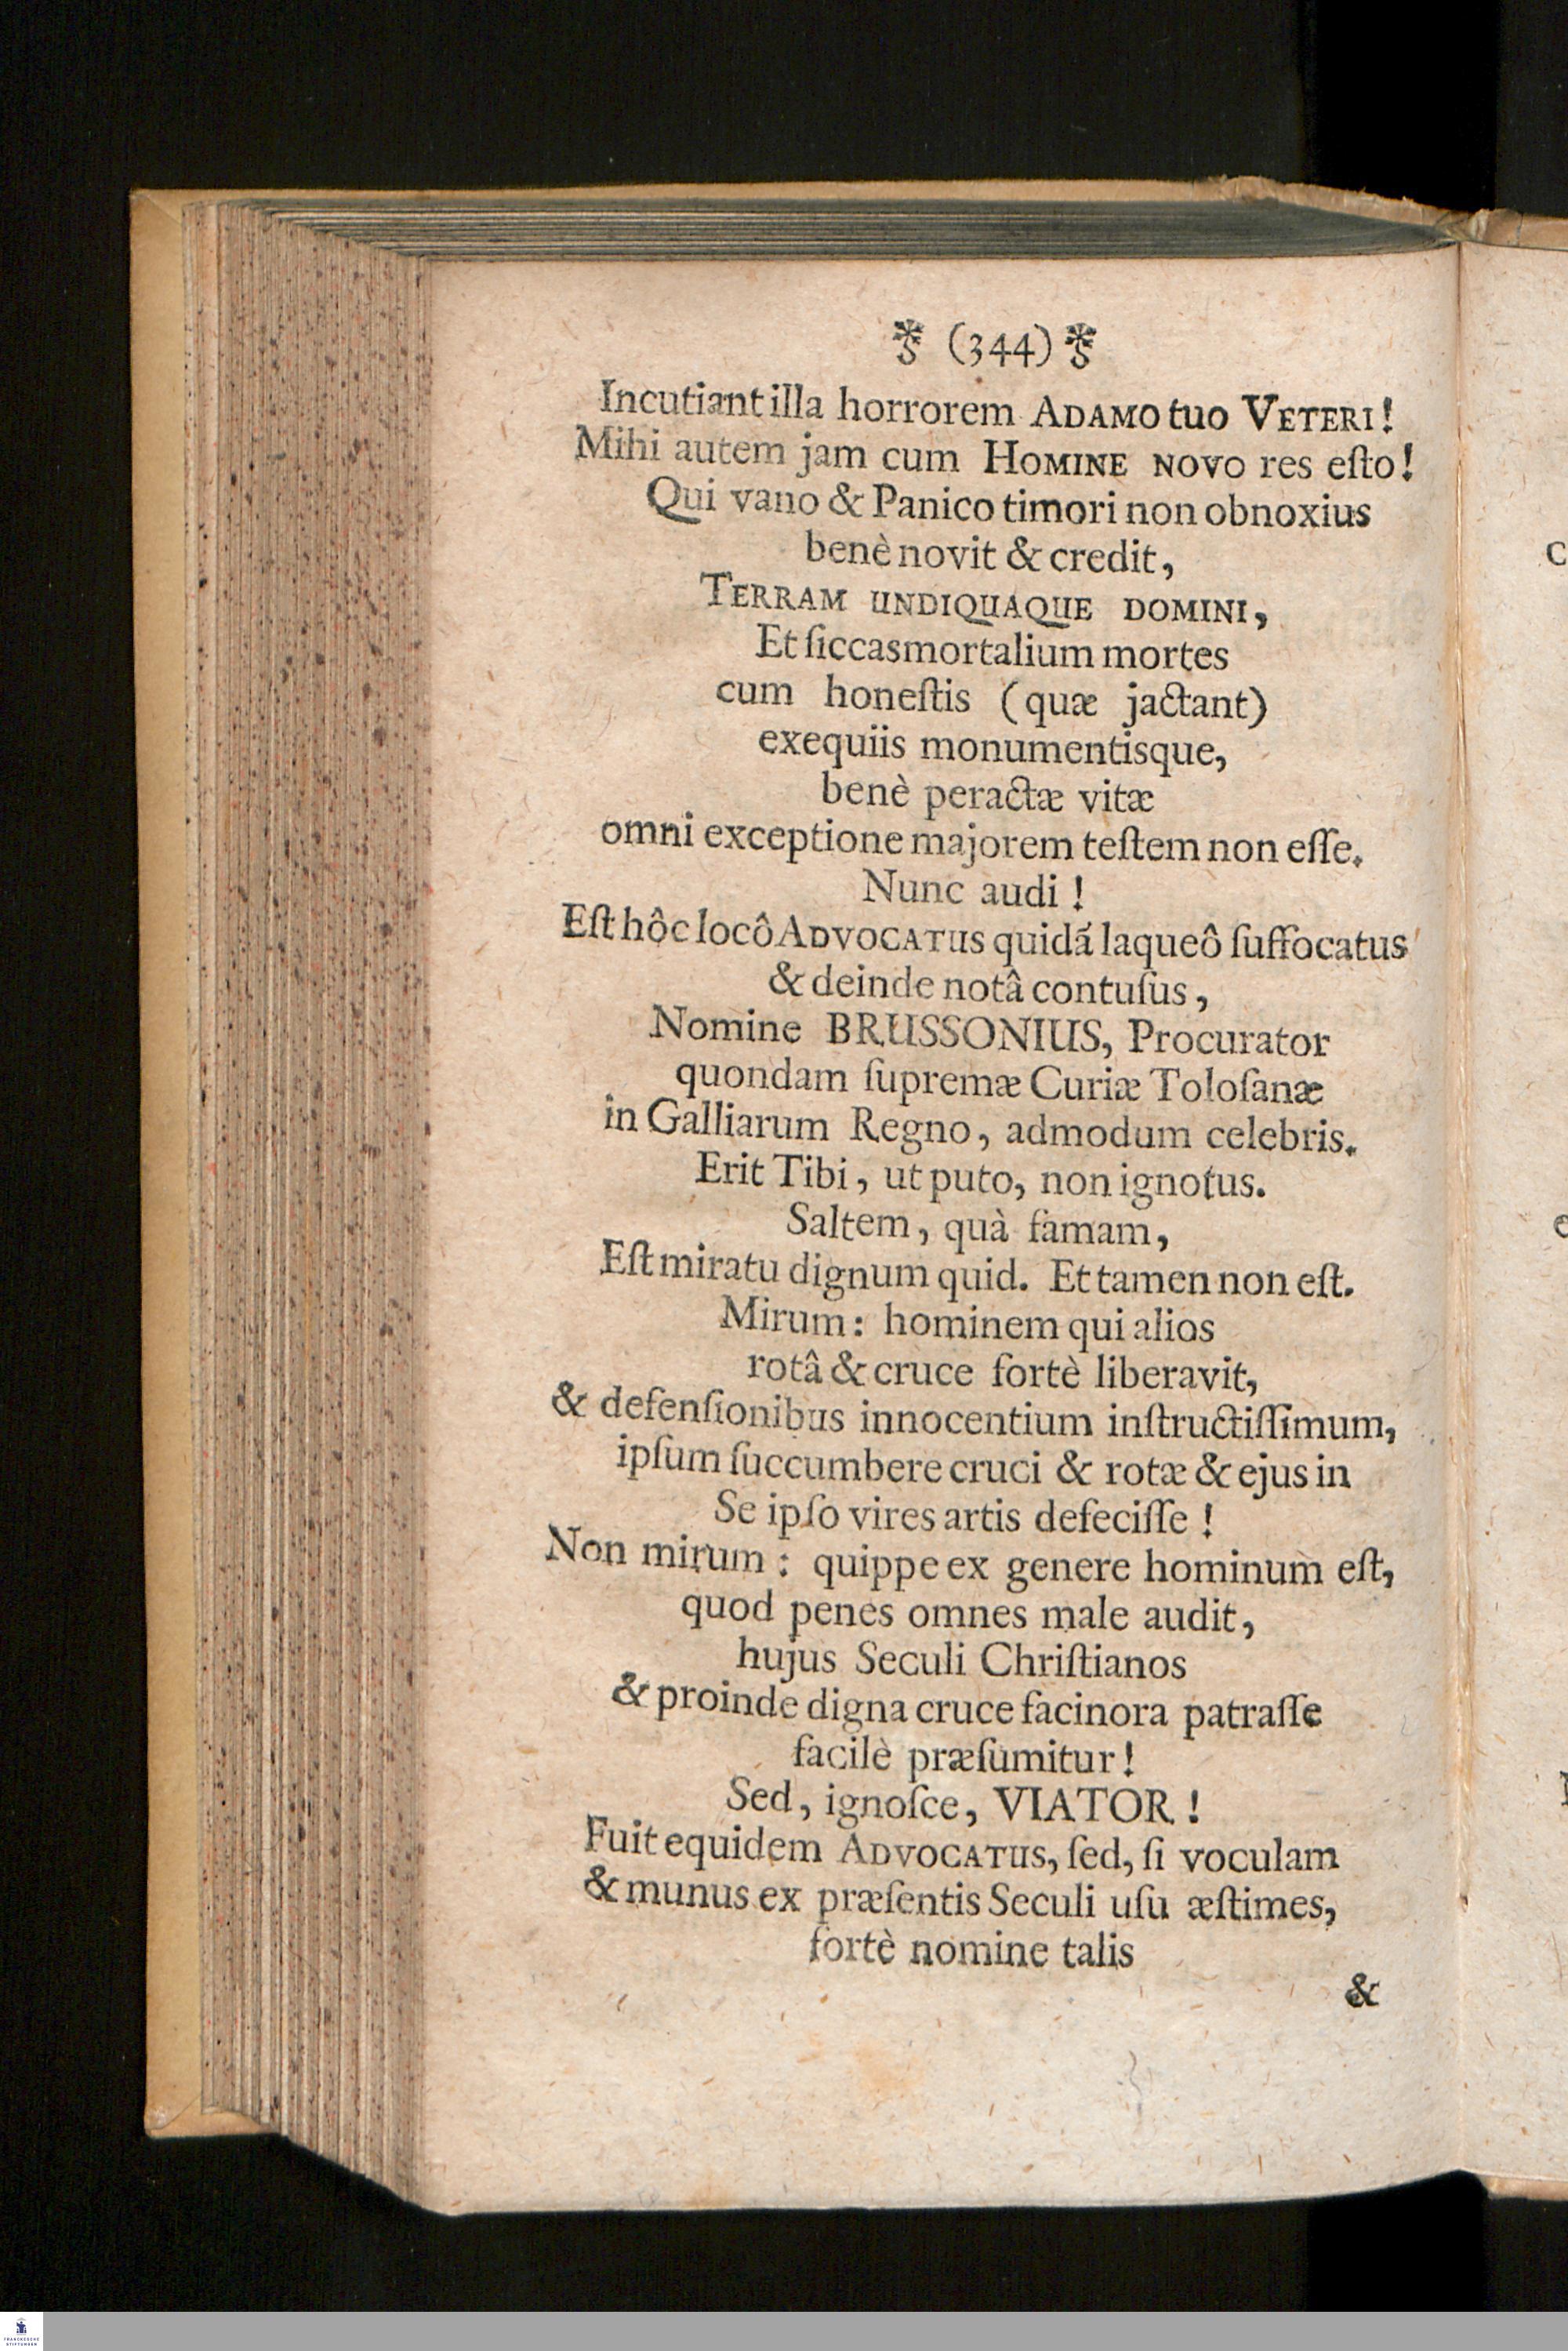 (344)
Incutiant illa horrorem ADAMO tuo VETERI!
Mihi autem jam cum HOMINE NOVO res eſto!
Qui vano & Panico timori non obnoxius
benè novit & credit,
TERRAM UNDIQUAQUE DOMINI,
Et ſiccas mortalium mortes
cum honeſtis (quæ jactant)
exequiis monumentisque,
benè peractæ vitæ
omni exceptione majorem teſtem non eſſe.
Nunc audi!
Eſt hôc locô ADVOCATUS quidá laqueô ſuffocatus
& deinde notâ contuſus,
Nomine BRUSSONIUS, Procurator
quondam ſupremæ Curiæ Toloſanæ
in Galliarum Regno, admodum celebris.
Erit Tibi, ut puto, non ignotus.
Saltem, quà famam,
Eſt miratu dignum quid. Et tamen non eſt.
Mirum: hominem qui alios
rotâ & cruce fortè liberavit,
& defenſionibus innocentium inſtructiſſimum,
ipſum ſuccumbere cruci & rotæ & ejus in
Se ipſo vires artis defeciſſe!
Non mirum: quippe ex genere hominum eſt,
quod penes omnes male audit,
hujus Seculi Chriſtianos
& proinde digna cruce facinora patraſſe
facilè præſumitur!
Sed, ignoſce, VIATOR!
Fuit equidem ADVOCATUS, ſed, ſi voculam
& munus ex præſentis Seculi uſu æſtimes,
fortè nomine talis
&
FRANCKESCHE
STIFTUNGEN